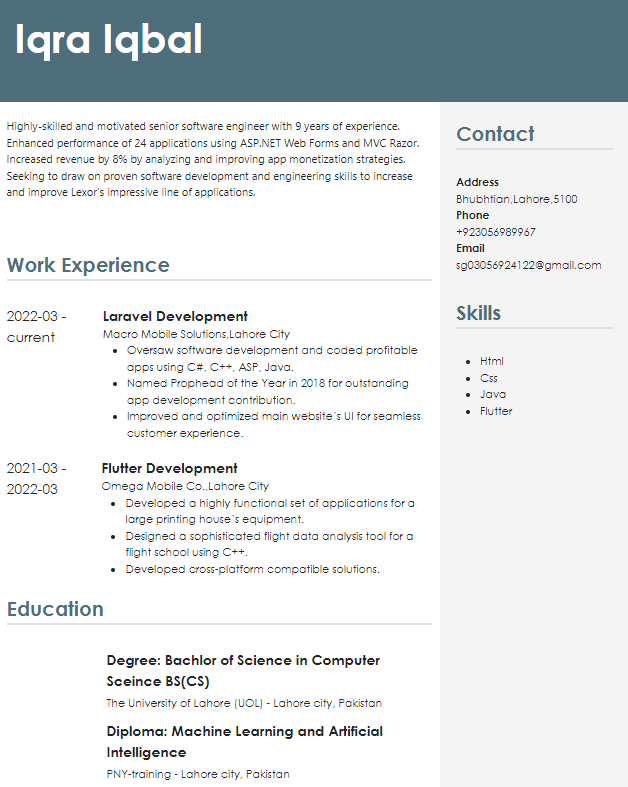 Iqra Iqbal
Highly-skilled and motivated senior software engineer with 9 years of experience.
Enhanced performance of 24 applications using ASP.NET Web Forms and MVC Razor.
Increased revenue by 8% by analyzing and improving app monetization strategies.
Seeking to draw on proven software development and engineering skills to increase
and improve Lexor's impressive line of applications.
Work Experience
2022-03 -
current
Laravel Development
Macro Mobile Solutions,Lahore City
• Oversaw software development and coded profitable
apps using C#, C++, ASP, Java.
• Named Prophead of the Year in 2018 for outstanding
app development contribution.
• Improved and optimized main website's UI for seamless
customer experience.
2021-03 -
2022-03
Flutter Development
Omega Mobile Co.,Lahore City
• Developed a highly functional set of applications for a
large printing house's equipment.
• Designed a sophisticated flight data analysis tool for a
flight school using C++.
• Developed cross-platform compatible solutions.
Education
Degree: Bachlor of Science in Computer
Sceince BS(CS)
The University of Lahore (UOL) - Lahore city, Pakistan
Diploma: Machine Learning and Artificial
Intelligence
PNY-training - Lahore city, Pakistan
Contact
Address
Bhubhtian,Lahore,5100
Phone
+923056989967
Email
sg03056924122@gmail.com
Skills
• Html
• Css
• Java
• Flutter